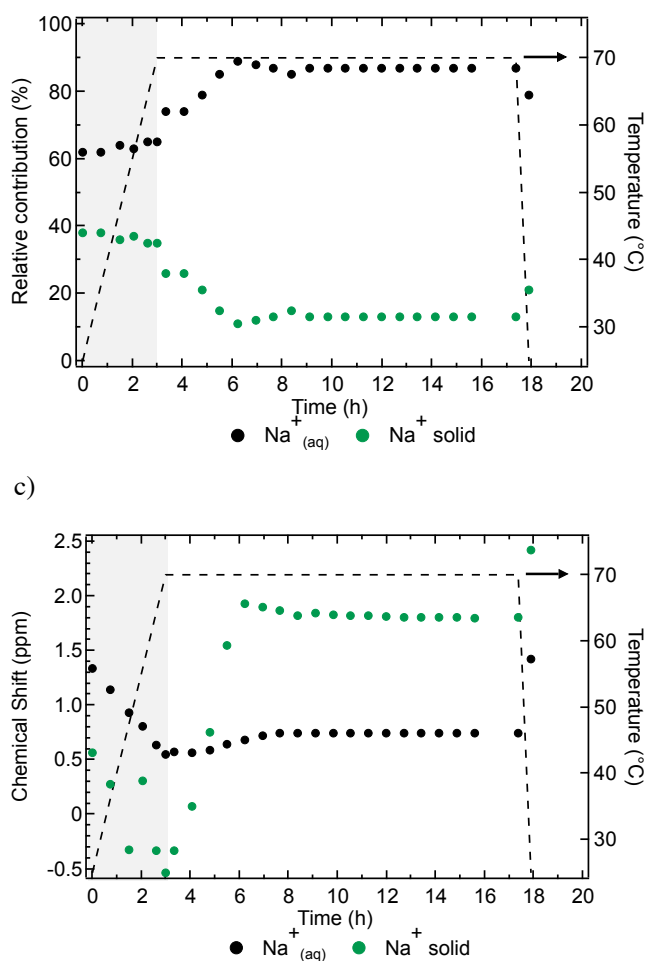 100
80
60
40
20
0
Relative contribution (%)
70
60
50
40
30
Temperature (°C)
0 2 4 6 8 10 12 14 16 18 20
Time (h)
Na+(aq) Na+ solid
c)
2.5
2.0
1.5
1.0
0.5
0
-0.5
Chemical Shift (ppm)
70
60
50
40
30
Temperature (°C)
0 2 4 6 8 10 12 14 16 18 20
Time (h)
Na+(aq) Na+ solid